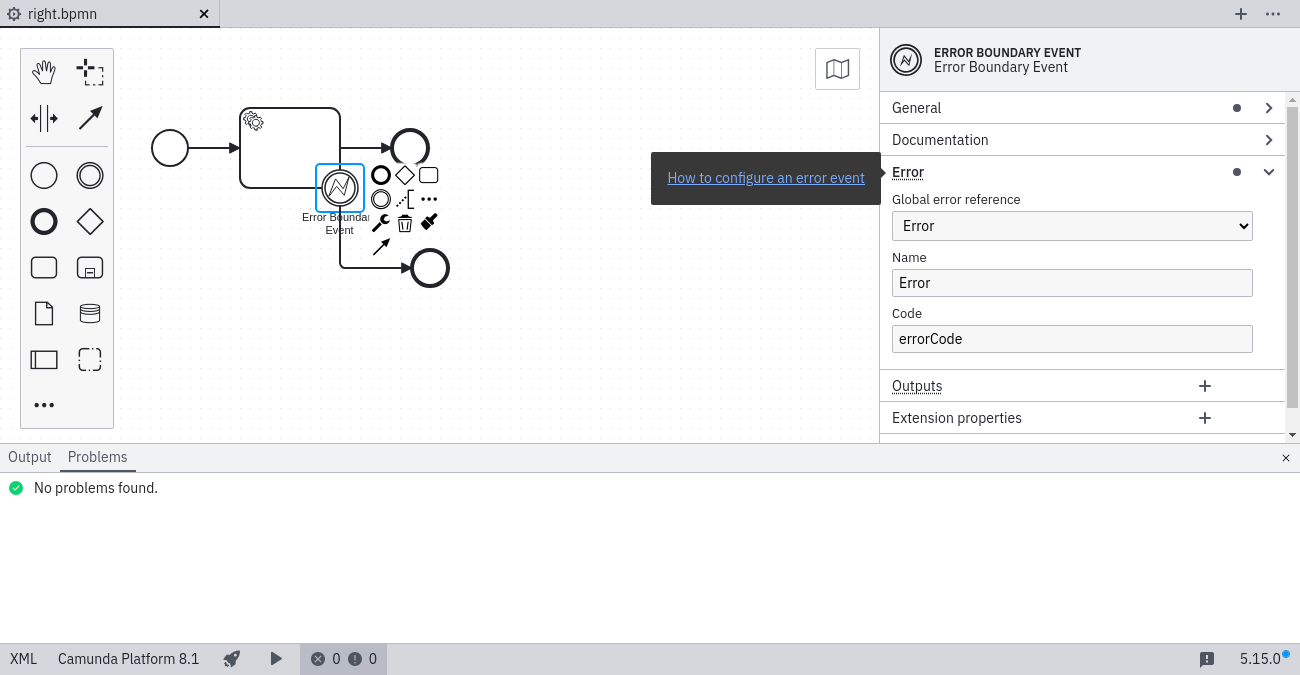 right.bpmn
ERROR BOUNDARY EVENT
Error Boundary Event
General
Documentation
How to configure an error event
Error
Global error reference
Error
Name
Error
Code
errorCode
Outputs
Extension properties
Error Boundar
Event
Output Problems
No problems found.
XML Camunda Platform 8.1 0 0 5.15.0